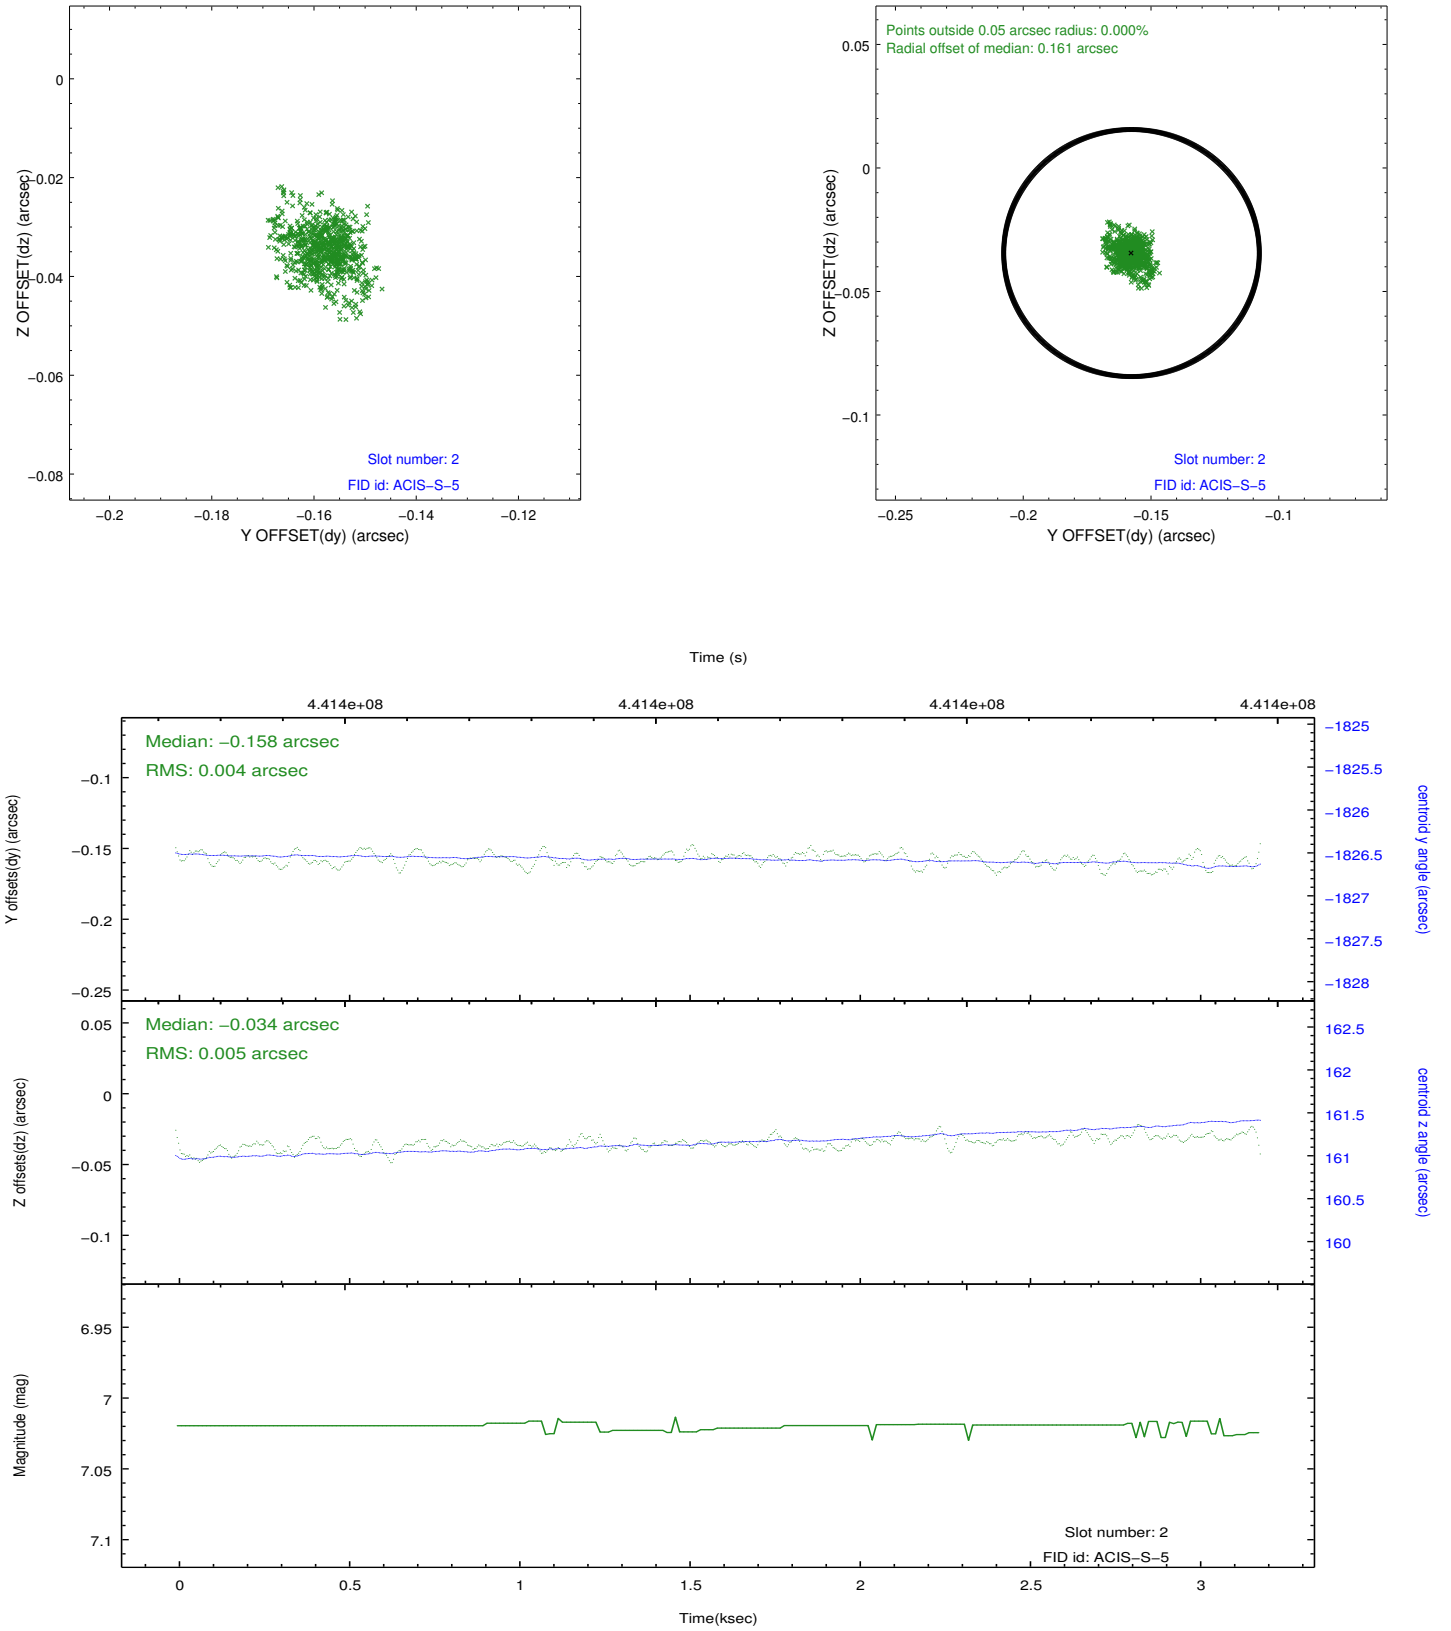 0
−0.02
−0.04
−0.06
−0.08
Z OFFSET(dz) (arcsec)
Slot number: 2
FID id: ACIS−S−5
−0.2
−0.18
−0.16
−0.14
−0.12
Y OFFSET(dy) (arcsec)
Points outside 0.05 arcsec radius: 0.000%
Radial offset of median: 0.161 arcsec
0.05
0
−0.05
−0.1
Z OFFSET(dz) (arcsec)
Slot number: 2
FID id: ACIS−S−5
−0.25
−0.2
−0.15
−0.1
Y OFFSET(dy) (arcsec)
Time (s)
4.414e+08
4.414e+08
4.414e+08
4.414e+08
Median: −0.158 arcsec
RMS: 0.004 arcsec
−0.1
−0.15
−0.2
−0.25
Y offsets(dy) (arcsec)
−1825
−1825.5
−1826
−1826.5
−1827
−1827.5
−1828
centroid y angle (arcsec)
Median: −0.034 arcsec
RMS: 0.005 arcsec
0.05
0
−0.05
−0.1
Z offsets(dz) (arcsec)
162.5
162
161.5
161
160.5
160
centroid z angle (arcsec)
6.95
7
7.05
7.1
Magnitude (mag)
Slot number: 2
FID id: ACIS−S−5
0
0.5
1
1.5
2
2.5
3
Time(ksec)